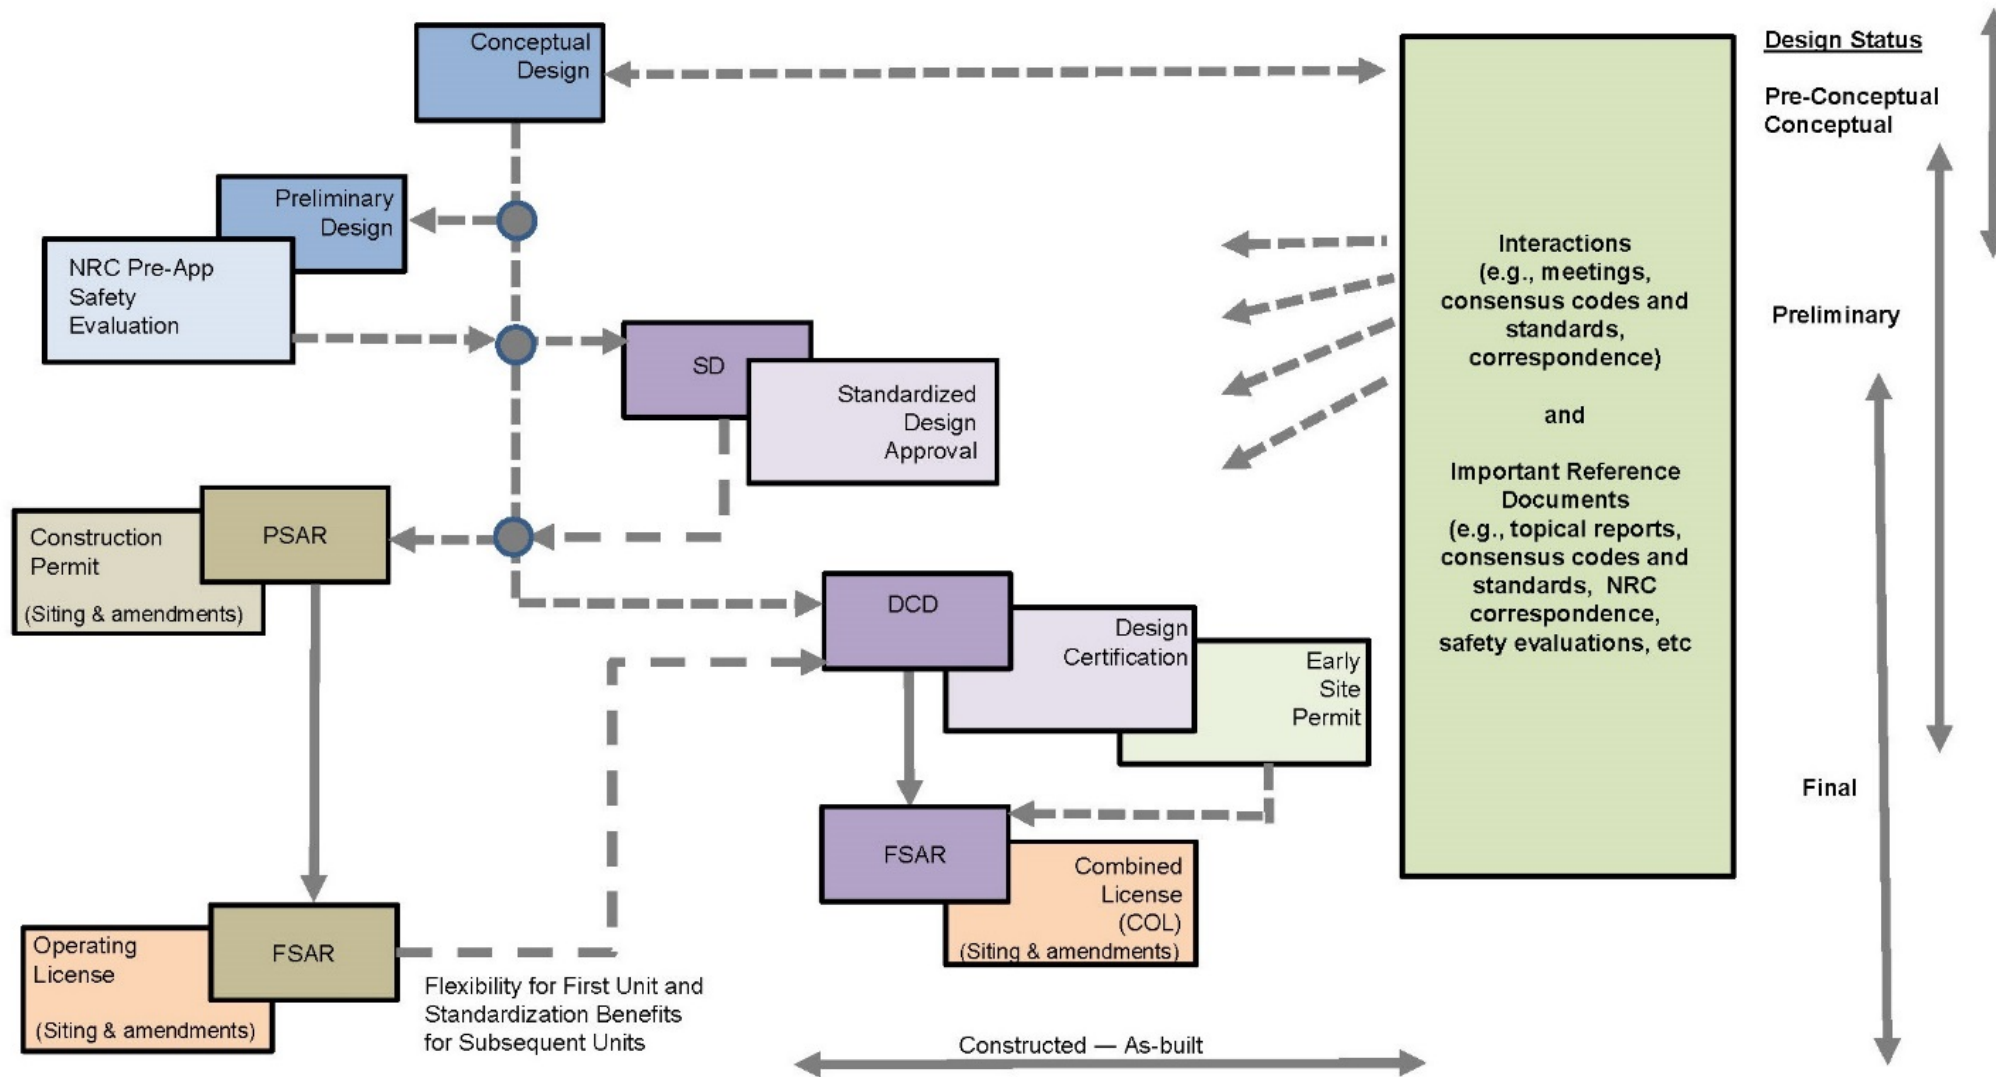 Conceptual
Design
Design Status
Pre-Conceptual
Conceptual
Preliminary
Design
NRC Pre-App
Safety
Evaluation
SD
Standardized
Design
Approval
Interactions
(e.g., meetings,
consensus codes and
standards,
correspondence)
and
Important Reference
Documents
(e.g., topical reports,
consensus codes and
standards, NRC
correspondence,
safety evaluations, etc
Preliminary
Construction
Permit
(Siting & amendments)
PSAR
DCD
Design
Certification
Early
Site
Permit
Final
FSAR
Combined
License
(COL)
(Siting & amendments)
Operating
License
(Siting & amendments)
FSAR
Flexibility for First Unit and
Standardization Benefits
for Subsequent Units
Constructed — As-built